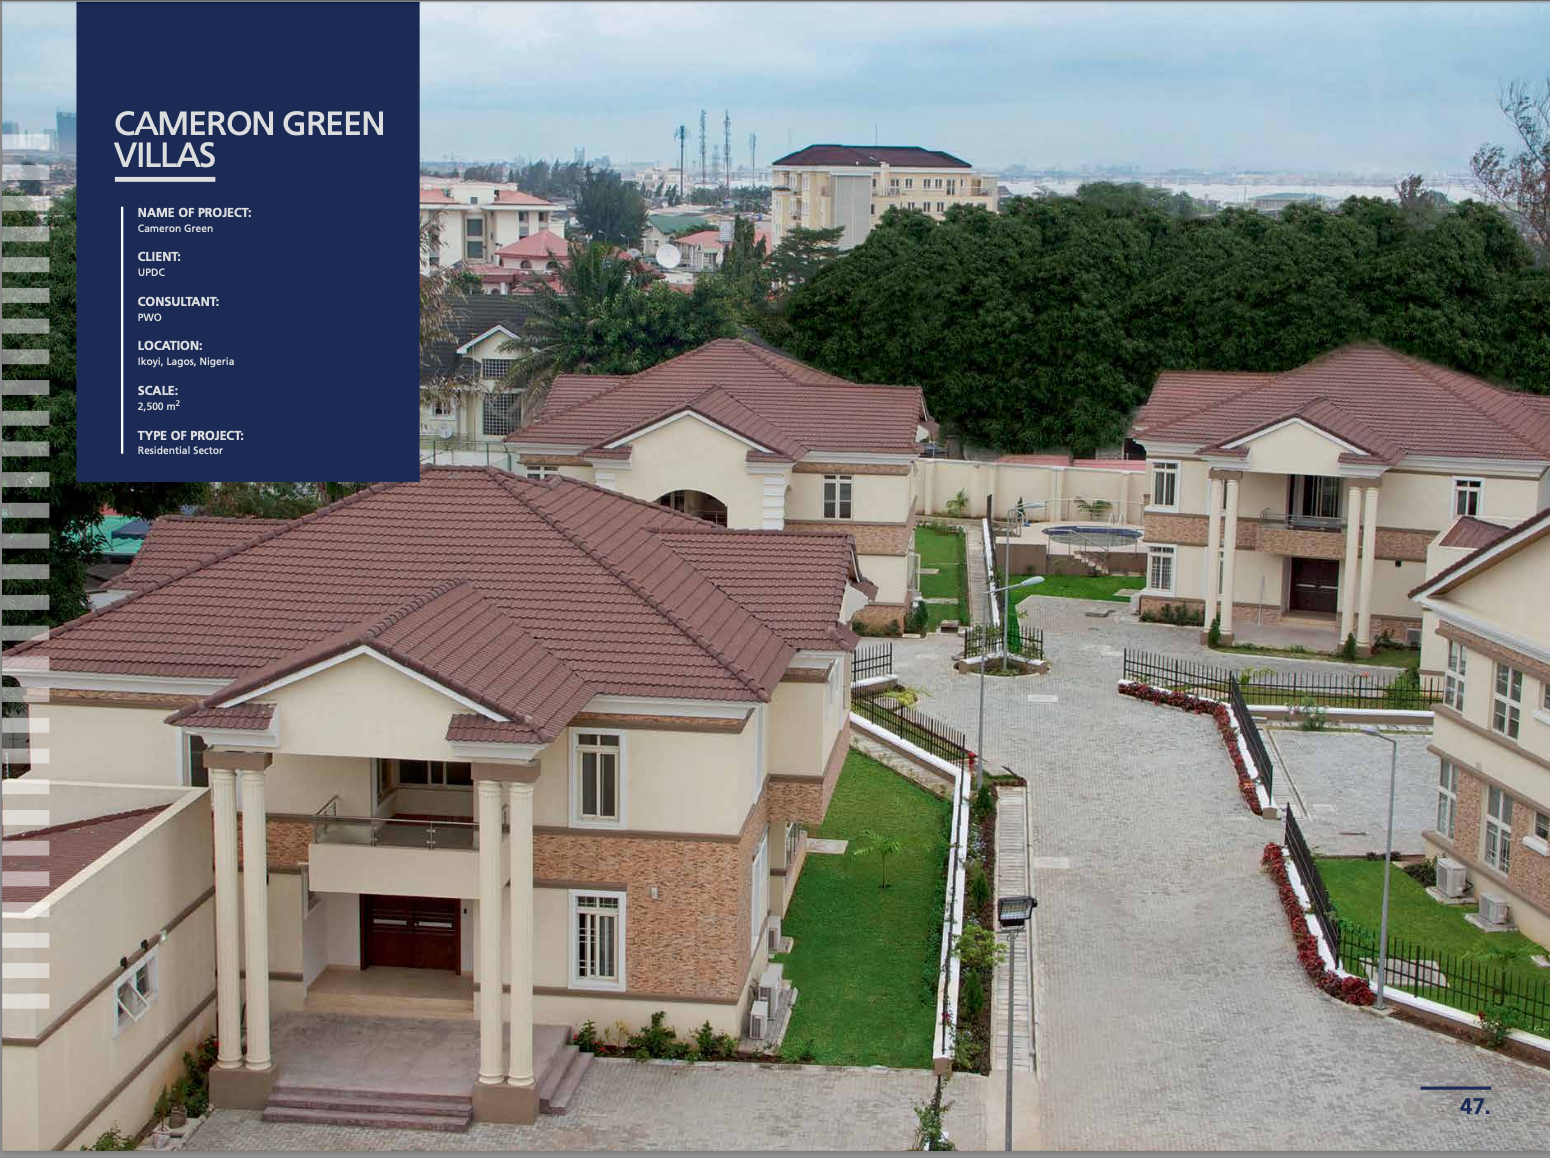 CAMERON GREEN
VILLAS
NAME OF PROJECT:
Cameron Green
CLIENT:
UPDC
CONSULTANT:
PWO
LOCATION:
Ikoyi, Lagos, Nigeria
SCALE:
2,500 m²
TYPE OF PROJECT:
Residential Sector
47.